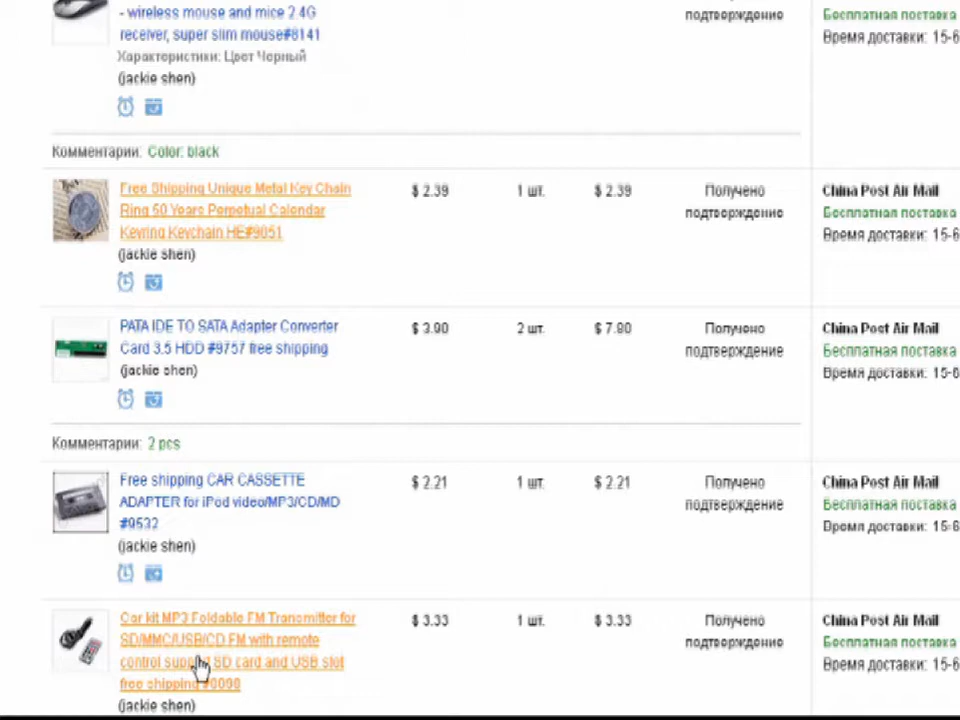 - wireless mouse and mice 2.4G
receiver, super slim mouse#8141
Характеристики: Цвет Черный
(jackie shen)
подтверждение
Бесплатная поставка
Время доставки: 15-6
Комментарии: Color: black
Free Shipping Unique Metal Key Chain
Ring 50 Years Perpetual Calendar
Keyring Keychain HE#9051
(jackie shen)
$ 2.39
1 шт.
$ 2.39
Получено
подтверждение
China Post Air Mail
Бесплатная поставка
Время доставки: 15-6
PATA IDE TO SATA Adapter Converter
Card 3.5 HDD #9757 free shipping
(jackie shen)
$ 3.90
2 шт.
$ 7.80
Получено
подтверждение
China Post Air Mail
Бесплатная поставка
Время доставки: 15-6
Комментарии: 2 pcs
Free shipping CAR CASSETTE
ADAPTER for iPod video/MP3/CD/MD
#9532
(jackie shen)
$ 2.21
1 шт.
$ 2.21
Получено
подтверждение
China Post Air Mail
Бесплатная поставка
Время доставки: 15-6
Car kit MP3 Foldable FM Transmitter for
SD/MMC/USB/CD FM with remote
control SD card and USB slot
free shipping
(jackie shen)
$ 3.33
1 шт.
$ 3.33
Получено
подтверждение
China Post Air Mail
Бесплатная поставка
Время доставки: 15-6